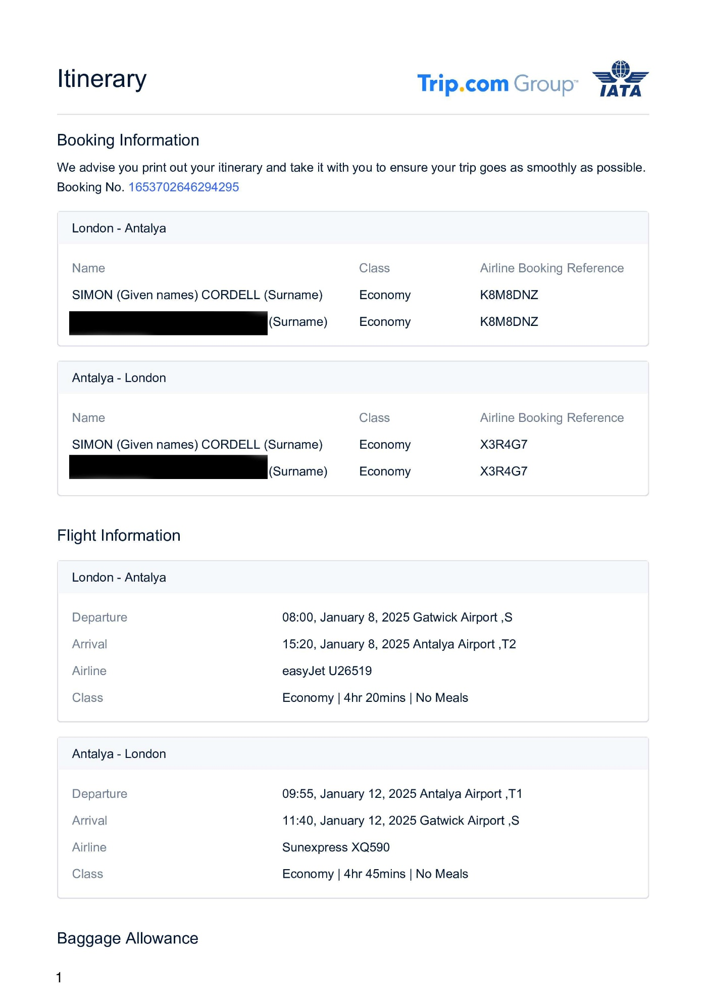 Itinerary
Trip.com Group™
IATA
Booking Information
We advise you print out your itinerary and take it with you to ensure your trip goes as smoothly as possible.
Booking No. 1653702646294295
London - Antalya
Name Class Airline Booking Reference
SIMON (Given names) CORDELL (Surname) Economy K8M8DNZ
(Surname) Economy K8M8DNZ
Antalya - London
Name Class Airline Booking Reference
SIMON (Given names) CORDELL (Surname) Economy X3R4G7
(Surname) Economy X3R4G7
Flight Information
London - Antalya
Departure 08:00, January 8, 2025 Gatwick Airport ,S
Arrival 15:20, January 8, 2025 Antalya Airport ,T2
Airline easyJet U26519
Class Economy | 4hr 20mins | No Meals
Antalya - London
Departure 09:55, January 12, 2025 Antalya Airport ,T1
Arrival 11:40, January 12, 2025 Gatwick Airport ,S
Airline Sunexpress XQ590
Class Economy | 4hr 45mins | No Meals
Baggage Allowance
1